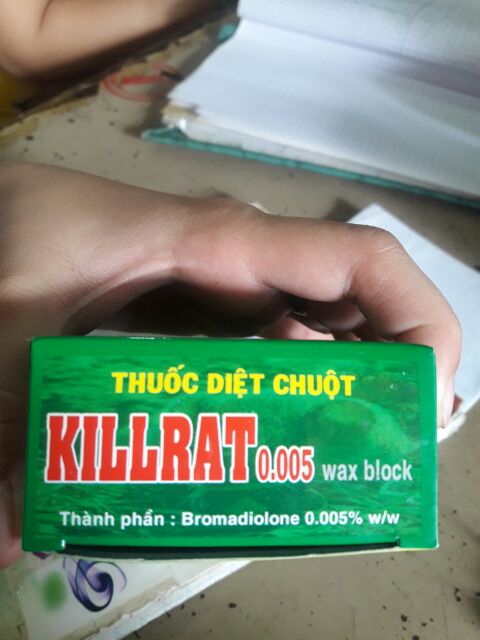 THUỐC DIỆT CHUỘT
KILLRAT 0.005 wax block
Thành phần : Bromadiolone 0.005% w/w